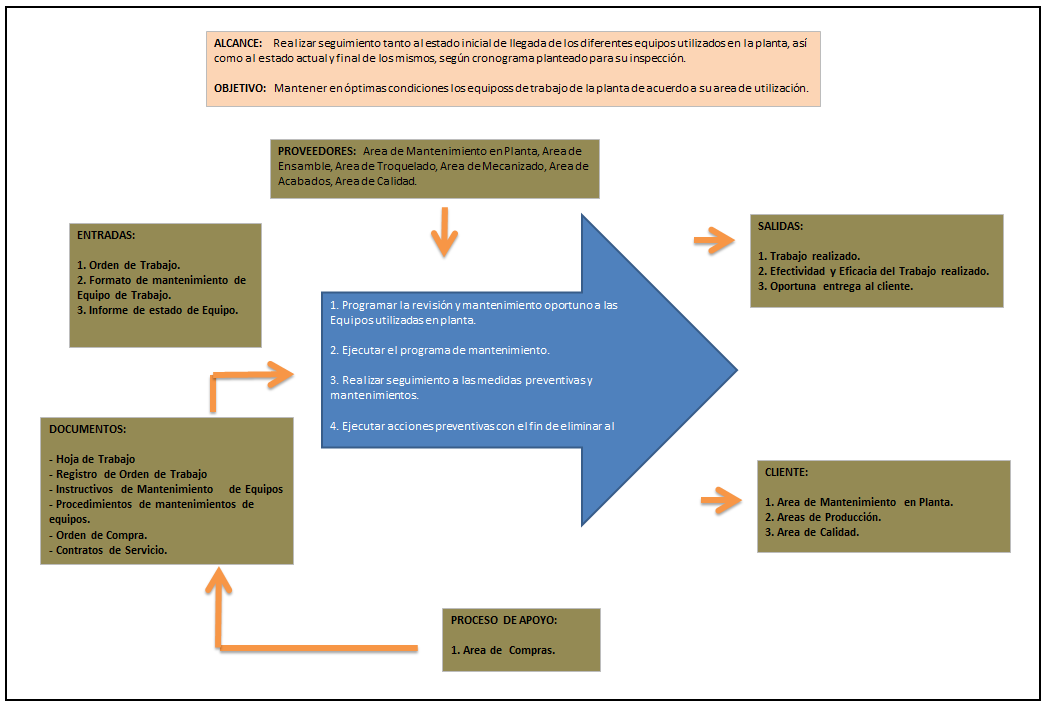 ALCANCE: Realizar seguimiento tanto al estado inicial de llegada de los diferentes equipos utilizados en la planta, así
como al estado actual y final de los mismos, según cronograma planteado para su inspección.
OBJETIVO: Mantener en óptimas condiciones los equiposs de trabajo de la planta de acuerdo a su area de utilización.
PROVEEDORES: Area de Mantenimiento en Planta, Area de
Ensamble, Area de Troquelado, Area de Mecanizado, Area de
Acabados, Area de Calidad.
ENTRADAS:
1. Orden de Trabajo.
2. Formato de mantenimiento de
Equipo de Trabajo.
3. Informe de estado de Equipo.
SALIDAS:
1. Trabajo realizado.
2. Efectividad y Eficacia del Trabajo realizado.
3. Oportuna entrega al cliente.
1. Programar la revisión y mantenimiento oportuno a las
Equipos utilizadas en planta.
2. Ejecutar el programa de mantenimiento.
3. Realizar seguimiento a las medidas preventivas y
mantenimientos.
4. Ejecutar acciones preventivas con el fin de eliminar al
DOCUMENTOS:
- Hoja de Trabajo
- Registro de Orden de Trabajo
- Instructivos de Mantenimiento de Equipos
- Procedimientos de mantenimientos de
equipos.
- Orden de Compra.
- Contratos de Servicio.
CLIENTE:
1. Area de Mantenimiento en Planta.
2. Areas de Producción.
3. Area de Calidad.
PROCESO DE APOYO:
1. Area de Compras.